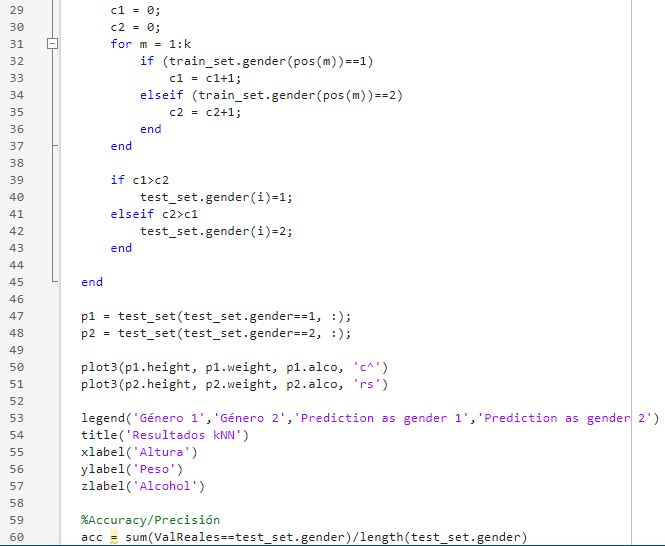 29 c1 = 0;
30 c2 = 0;
31 for m = 1:k
32 if (train_set.gender(pos(m))==1)
33 c1 = c1+1;
34 elseif (train_set.gender(pos(m))==2)
35 c2 = c2+1;
36 end
37 end
38
39 if c1>c2
40 test_set.gender(i)=1;
41 elseif c2>c1
42 test_set.gender(i)=2;
43 end
44
45 end
46
47 p1 = test_set(test_set.gender==1, :);
48 p2 = test_set(test_set.gender==2, :);
49
50 plot3(p1.height, p1.weight, p1.alco, 'c^')
51 plot3(p2.height, p2.weight, p2.alco, 'rs')
52
53 legend('Género 1','Género 2','Prediction as gender 1','Prediction as gender 2')
54 title('Resultados kNN')
55 xlabel('Altura')
56 ylabel('Peso')
57 zlabel('Alcohol')
58
59 %Accuracy/Precisión
60 acc = sum(ValReales==test_set.gender)/length(test_set.gender)